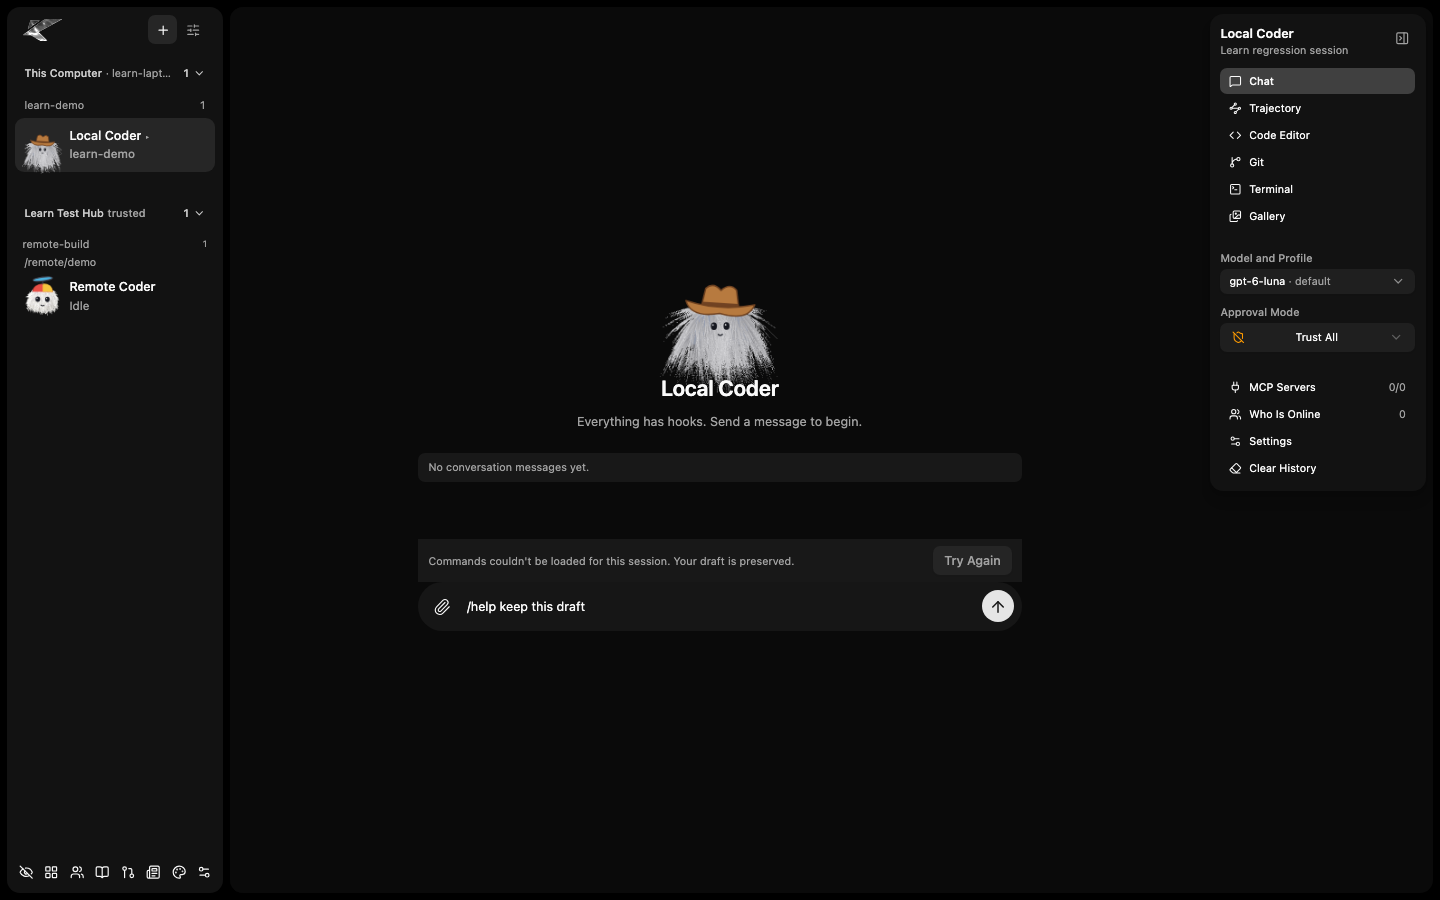 This Computer · learn-lapt... 1
learn-demo 1
Local Coder
learn-demo
Learn Test Hub trusted 1
remote-build 1
/remote/demo
Remote Coder
Idle
Local Coder
Everything has hooks. Send a message to begin.
No conversation messages yet.
Commands couldn't be loaded for this session. Your draft is preserved. Try Again
/help keep this draft
Local Coder
Learn regression session
Chat
Trajectory
Code Editor
Git
Terminal
Gallery
Model and Profile
gpt-6-luna · default
Approval Mode
Trust All
MCP Servers 0/0
Who Is Online 0
Settings
Clear History